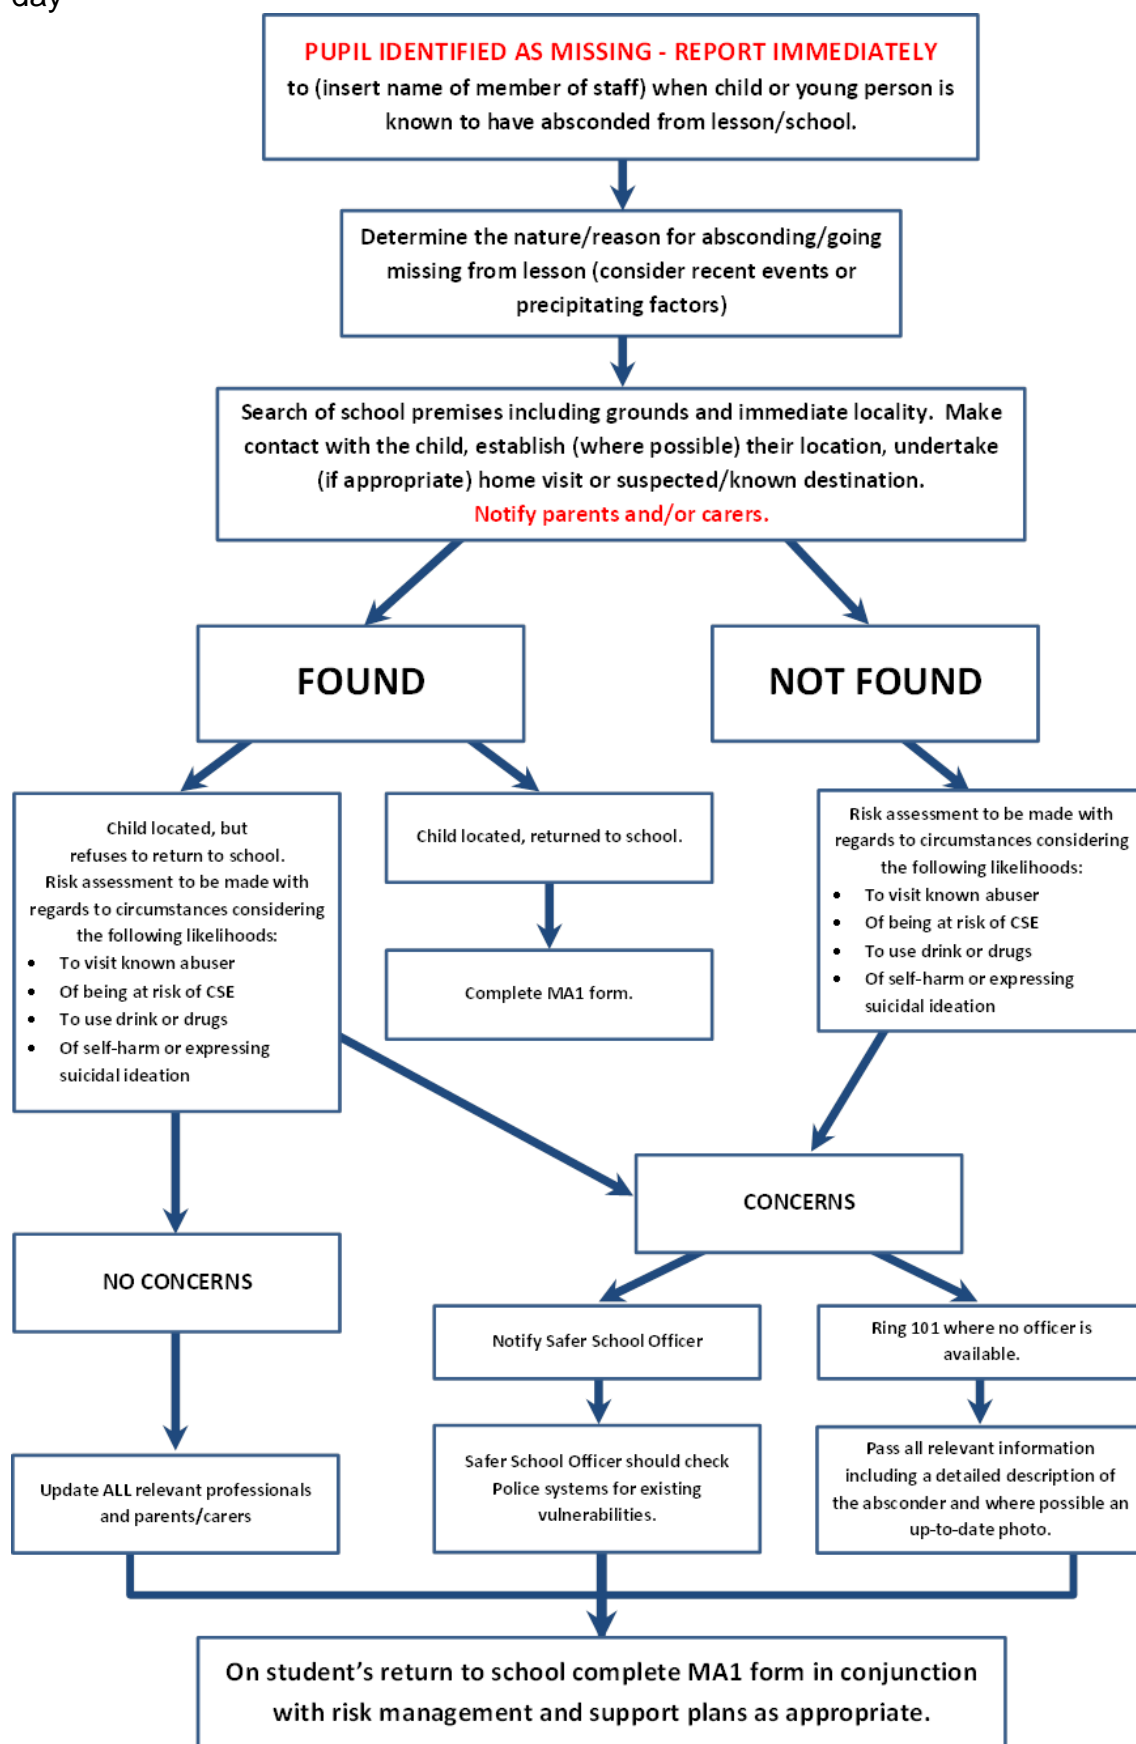 day
PUPIL IDENTIFIED AS MISSING - REPORT IMMEDIATELY
to (insert name of member of staff) when child or young person is
known to have absconded from lesson/school.
Determine the nature/reason for absconding/going
missing from lesson (consider recent events or
precipitating factors)
Search of school premises including grounds and immediate locality. Make
contact with the child, establish (where possible) their location, undertake
(if appropriate) home visit or suspected/known destination.
Notify parents and/or carers.
FOUND
NOT FOUND
Child located, but
refuses to return to school.
Risk assessment to be made with
regards to circumstances considering
the following likelihoods:
• To visit known abuser
• Of being at risk of CSE
• To use drink or drugs
• Of self-harm or expressing
suicidal ideation
Child located, returned to school.
Complete MA1 form.
Risk assessment to be made with
regards to circumstances considering
the following likelihoods:
• To visit known abuser
• Of being at risk of CSE
• To use drink or drugs
• Of self-harm or expressing
suicidal ideation
CONCERNS
NO CONCERNS
Notify Safer School Officer
Ring 101 where no officer is
available.
Update ALL relevant professionals
and parents/carers
Safer School Officer should check
Police systems for existing
vulnerabilities.
Pass all relevant information
including a detailed description of
the absconder and where possible an
up-to-date photo.
On student's return to school complete MA1 form in conjunction
with risk management and support plans as appropriate.